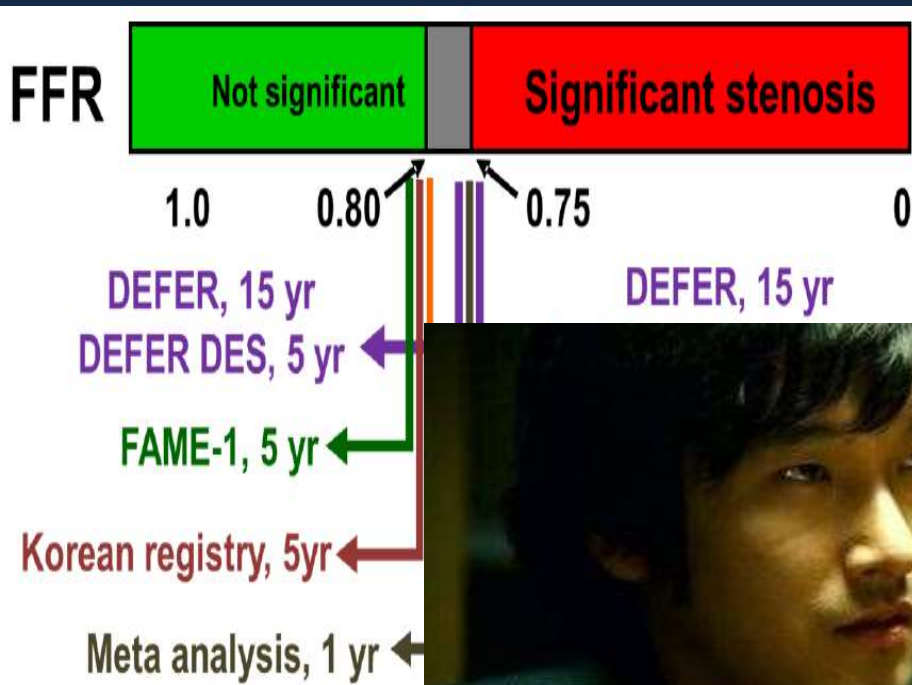 FFR
Not significant
Significant stenosis
1.0
0.80
0.75
0
DEFER, 15 yr
DEFER, 15 yr
DEFER DES, 5 yr
FAME-1, 5 yr
Korean registry, 5yr
Meta analysis, 1 yr